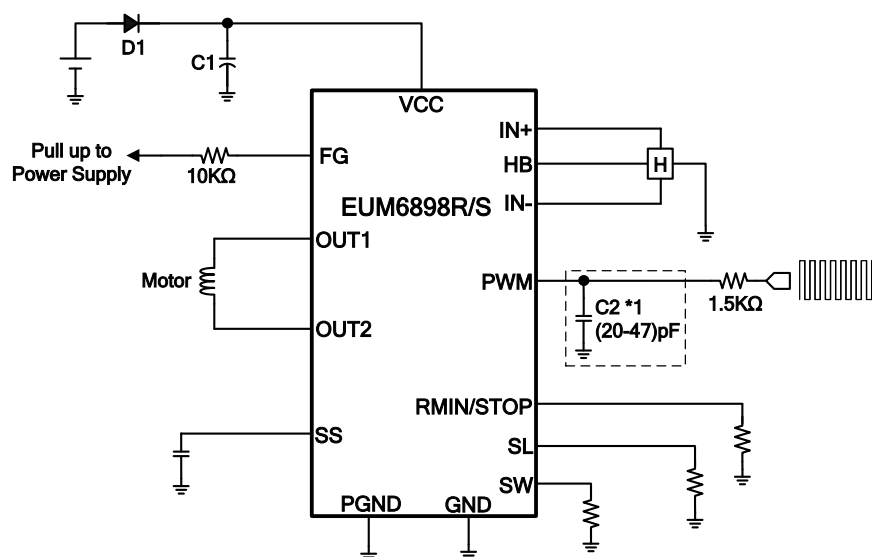 D1
C1
VCC
Pull up to
Power Supply
10KΩ
FG
IN+
HB
H
IN-
EUM6898R/S
OUT1
Motor
OUT2
PWM
C2 *1
(20-47)pF
1.5KΩ
RMIN/STOP
SS
SL
SW
PGND
GND